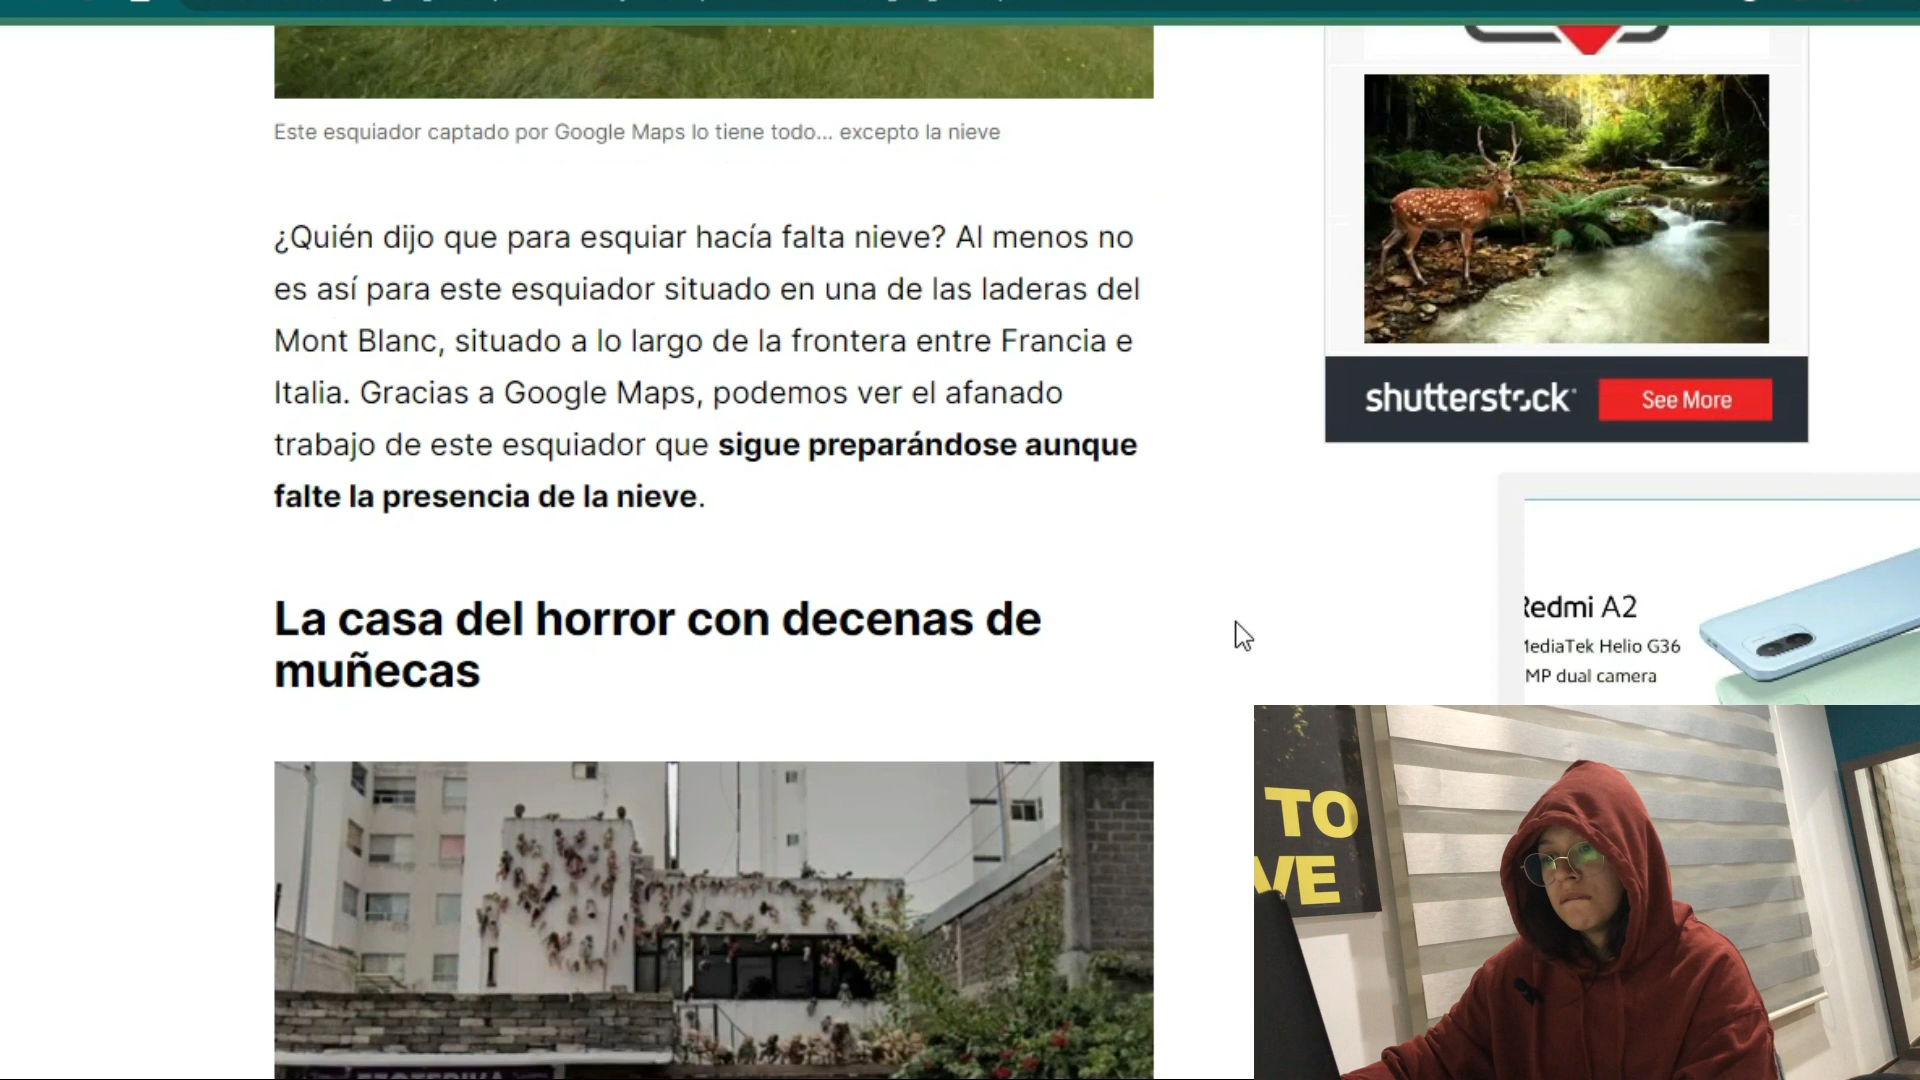 Este esquiador captado por Google Maps lo tiene todo... excepto la nieve
¿Quién dijo que para esquiar hacía falta nieve? Al menos no
es así para este esquiador situado en una de las laderas del
Mont Blanc, situado a lo largo de la frontera entre Francia e
Italia. Gracias a Google Maps, podemos ver el afanado
trabajo de este esquiador que sigue preparándose aunque
falte la presencia de la nieve.
La casa del horror con decenas de
muñecas
shutterstock
See More
Redmi A2
MediaTek Helio G36
MP dual camera
TO
VE